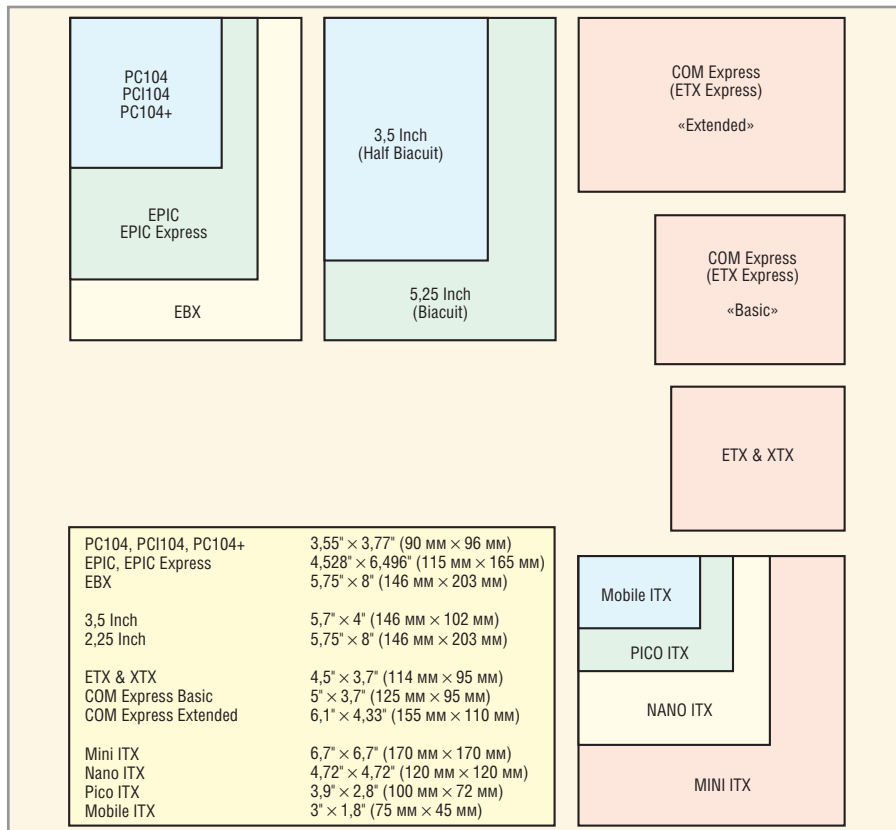 PC104
PCI104
PC104+
EPIC
EPIC Express
EBX
3,5 Inch
(Half Biacuit)
5,25 Inch
(Biacuit)
COM Express
(ETX Express)
«Extended»
COM Express
(ETX Express)
«Basic»
ETX & XTX
PC104, PCI104, PC104+ 3,55" × 3,77" (90 мм × 96 мм)
EPIC, EPIC Express 4,528" × 6,496" (115 мм × 165 мм)
EBX 5,75" × 8" (146 мм × 203 мм)
3,5 Inch 5,7" × 4" (146 мм × 102 мм)
2,25 Inch 5,75" × 8" (146 мм × 203 мм)
ETX & XTX 4,5" × 3,7" (114 мм × 95 мм)
COM Express Basic 5" × 3,7" (125 мм × 95 мм)
COM Express Extended 6,1" × 4,33" (155 мм × 110 мм)
Mini ITX 6,7" × 6,7" (170 мм × 170 мм)
Nano ITX 4,72" × 4,72" (120 мм × 120 мм)
Pico ITX 3,9" × 2,8" (100 мм × 72 мм)
Mobile ITX 3" × 1,8" (75 мм × 45 мм)
Mobile ITX
PICO ITX
NANO ITX
MINI ITX